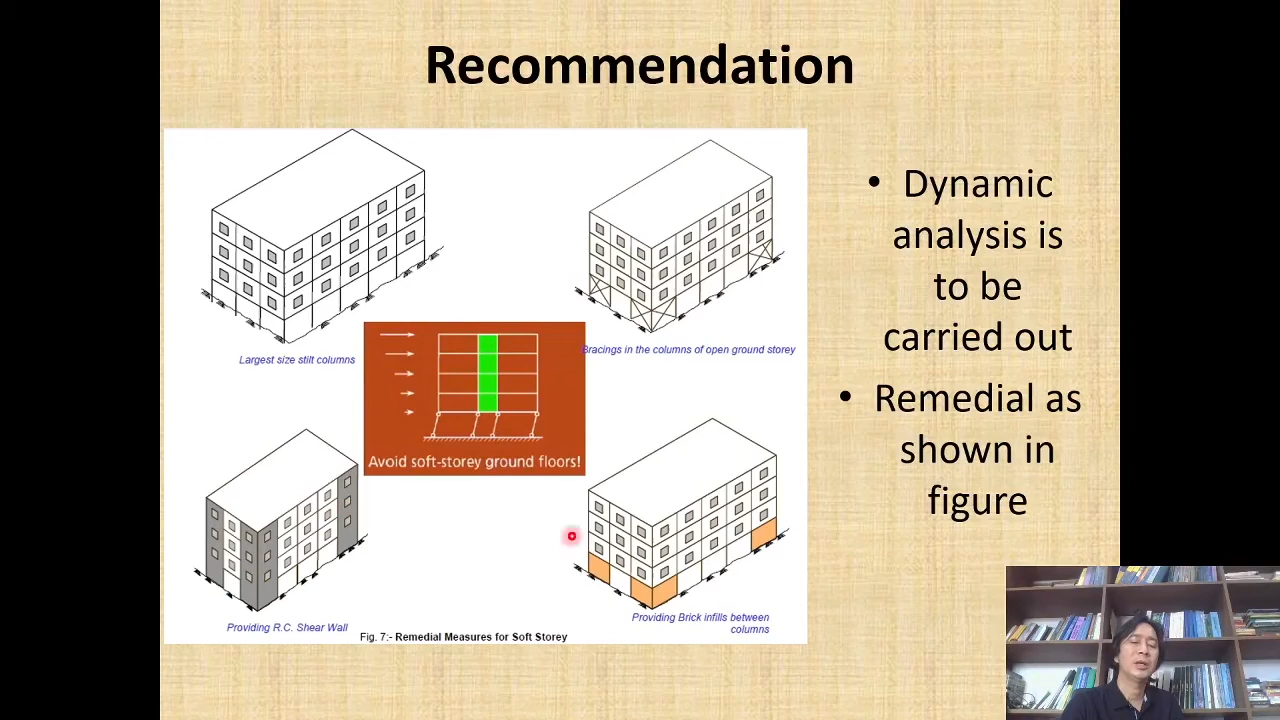 Recommendation
Largest size stilt columns
Bracings in the columns of open ground storey
Avoid soft-storey ground floors!
Providing R.C. Shear Wall
Providing Brick infills between
columns
Fig. 7:- Remedial Measures for Soft Storey
• Dynamic
analysis is
to be
carried out
• Remedial as
shown in
figure